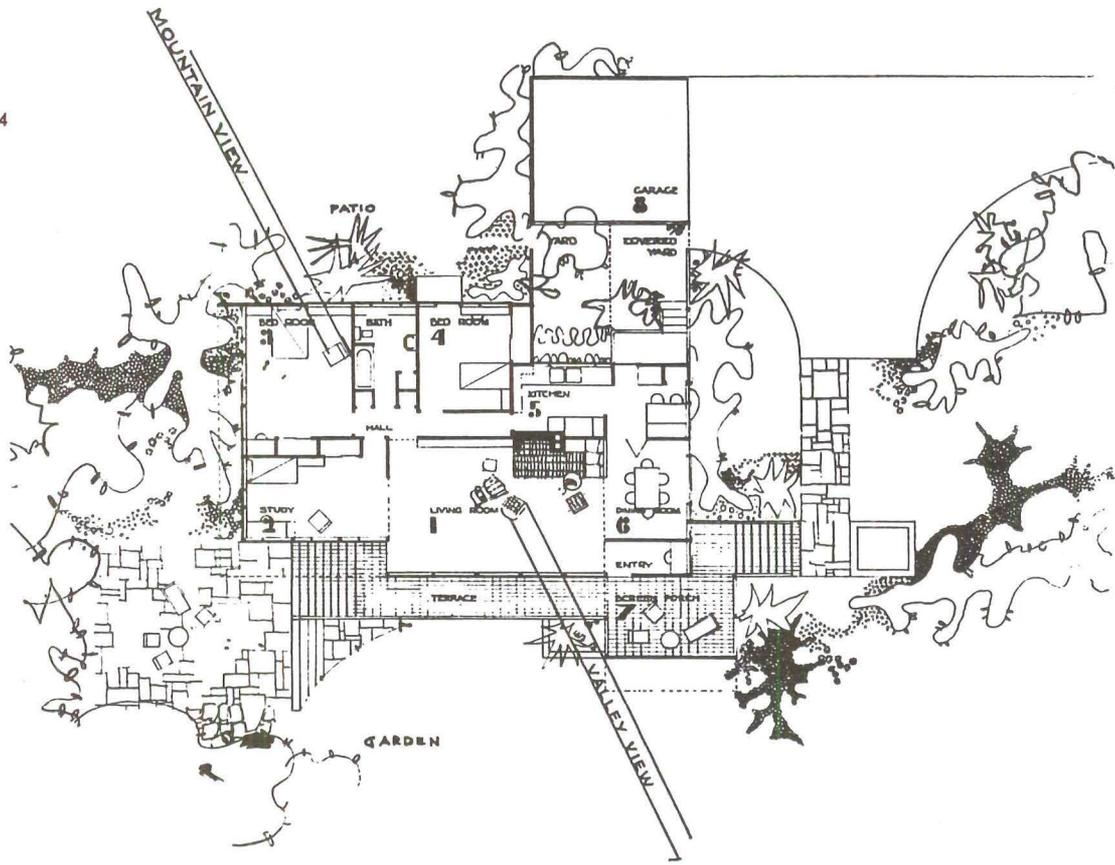 MOUNTAIN VIEW
4
PATIO
GARAGE
8
YARD
COVERED
YARD
BED ROOM
BATH
BED ROOM
4
KITCHEN
5
HALL
STUDY
2
LIVING ROOM
1
DINING ROOM
6
ENTRY
TERRACE
SCREEN PORCH
7
VALLEY VIEW
GARDEN